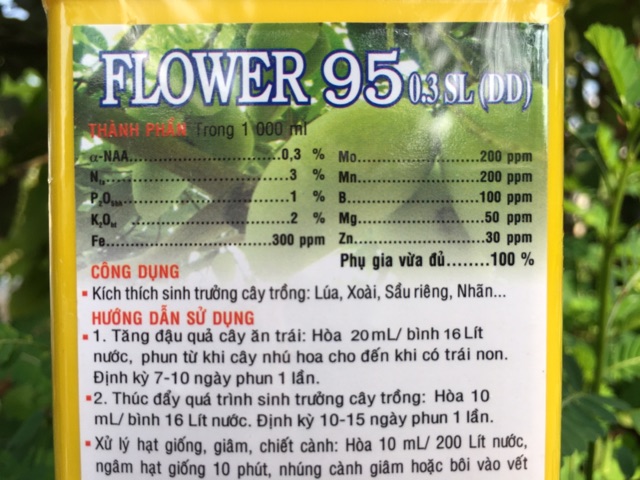 FLOWER 95 0.3 SL (DD)
THÀNH PHẦN Trong 1 000 ml
α-NAA..........................0,3 %
Nts..............................3 %
P2O5hh.........................1 %
K2Ohh..........................2 %
Fe............................300 ppm
Mo.....................200 ppm
Mn.....................200 ppm
B........................100 ppm
Mg.......................50 ppm
Zn........................30 ppm
Phụ gia vừa đủ........100 %
CÔNG DỤNG
▪ Kích thích sinh trưởng cây trồng: Lúa, Xoài, Sầu riêng, Nhãn...
HƯỚNG DẪN SỬ DỤNG
▪ 1. Tăng đậu quả cây ăn trái: Hòa 20mL/ bình 16 Lít
nước, phun từ khi cây nhú hoa cho đến khi có trái non.
Định kỳ 7-10 ngày phun 1 lần.
▪ 2. Thúc đẩy quá trình sinh trưởng cây trồng: Hòa 10
mL/ bình 16 Lít nước. Định kỳ 10-15 ngày phun 1 lần.
▪ Xử lý hạt giống, giâm, chiết cành: Hòa 10 mL/ 200 Lít nước,
ngâm hạt giống 10 phút, nhúng cành giâm hoặc bôi vào vết